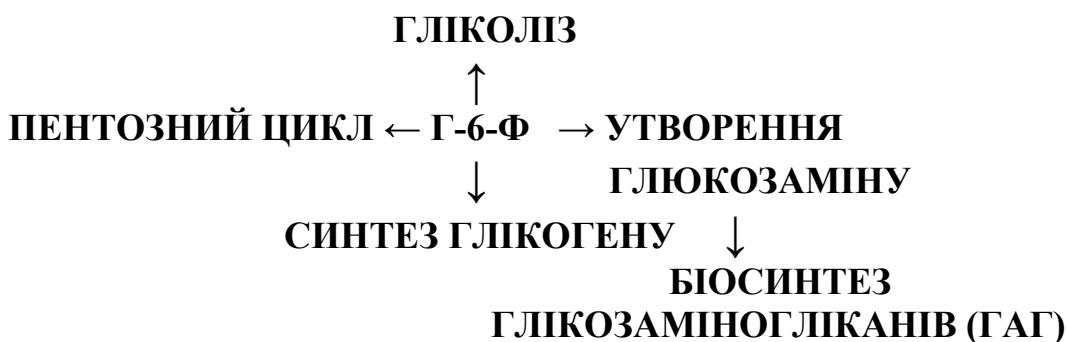 ГЛІКОЛІЗ
↑
ПЕНТОЗНИЙ ЦИКЛ ← Г-6-Ф → УТВОРЕННЯ
↓ ГЛЮКОЗАМІНУ
СИНТЕЗ ГЛІКОГЕНУ ↓
БІОСИНТЕЗ
ГЛІКОЗАМІНОГЛІКАНІВ (ГАГ)